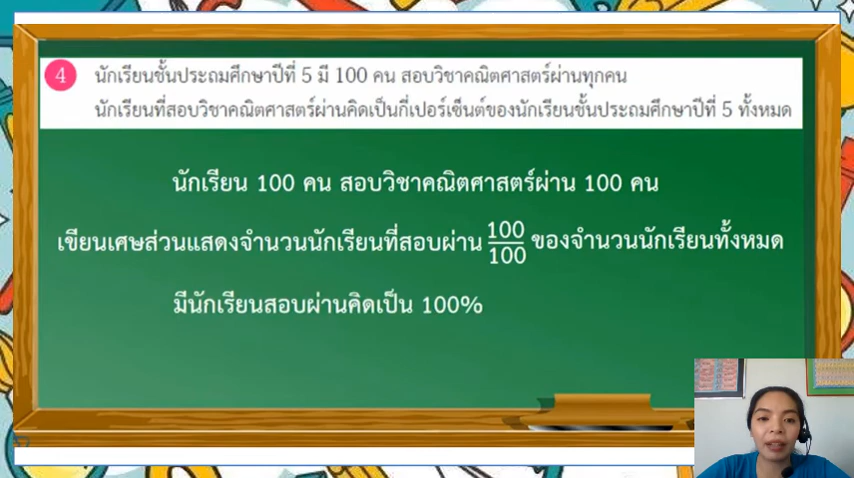 4 นักเรียนชั้นประถมศึกษาปีที่ 5 มี 100 คน สอบวิชาคณิตศาสตร์ผ่านทุกคน
นักเรียนที่สอบวิชาคณิตศาสตร์ผ่านคิดเป็นกี่เปอร์เซ็นต์ของนักเรียนชั้นประถมศึกษาปีที่ 5 ทั้งหมด
นักเรียน 100 คน สอบวิชาคณิตศาสตร์ผ่าน 100 คน
เขียนเศษส่วนแสดงจำนวนนักเรียนที่สอบผ่าน 100/100 ของจำนวนนักเรียนทั้งหมด
มีนักเรียนสอบผ่านคิดเป็น 100%